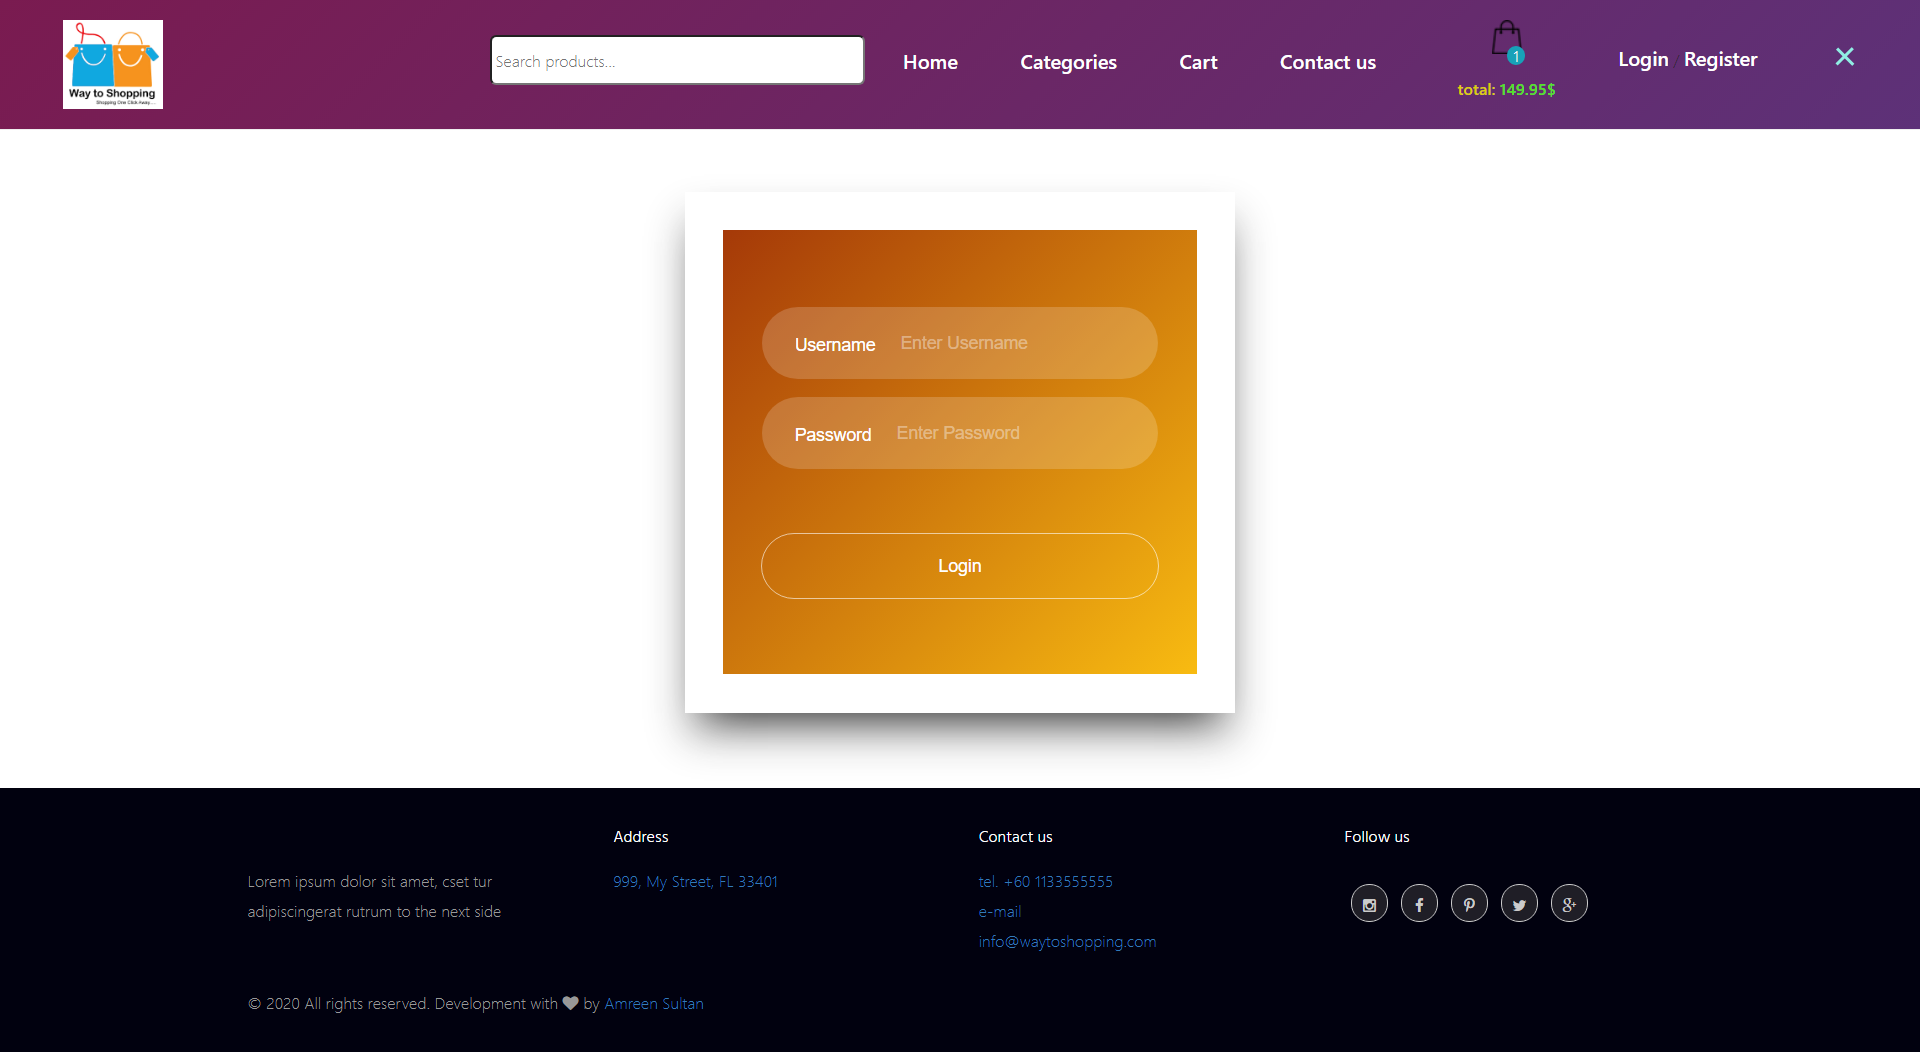 Way to Shopping
Shopping One Click Away....
Search products...
Home
Categories
Cart
Contact us
1
total: 149.95$
Login / Register
✕
Username
Enter Username
Password
Enter Password
Login
Lorem ipsum dolor sit amet, cset tur
adipiscingerat rutrum to the next side
Address
999, My Street, FL 33401
Contact us
tel. +60 1133555555
e-mail
info@waytoshopping.com
Follow us
© 2020 All rights reserved. Development with ❤ by Amreen Sultan